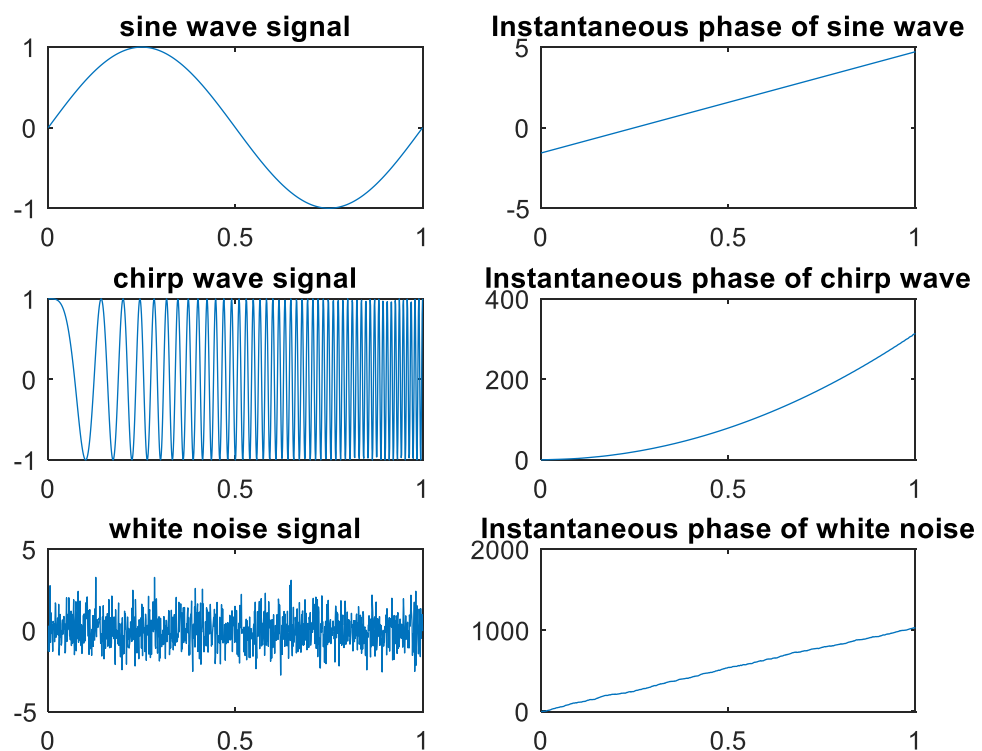 sine wave signal
1
0
-1
0 0.5 1
Instantaneous phase of sine wave
5
0
-5
0 0.5 1
chirp wave signal
1
0
-1
0 0.5 1
Instantaneous phase of chirp wave
400
200
0
0 0.5 1
white noise signal
5
0
-5
0 0.5 1
Instantaneous phase of white noise
2000
1000
0
0 0.5 1